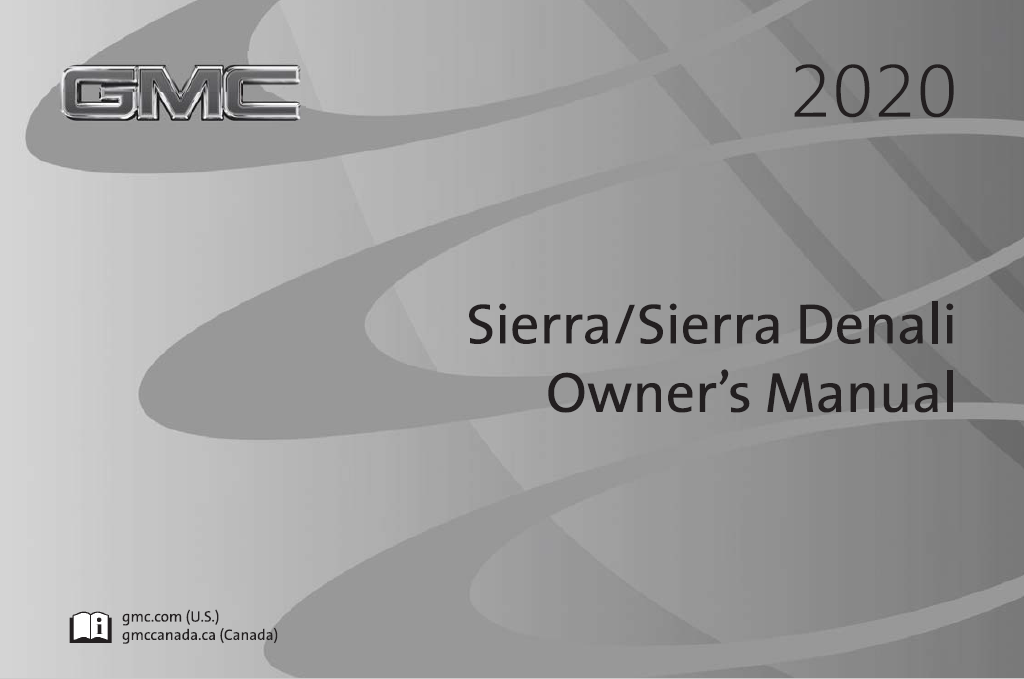 GMC
2020
Sierra/Sierra Denali
Owner’s Manual
gmc.com (U.S.)
gmccanada.ca (Canada)